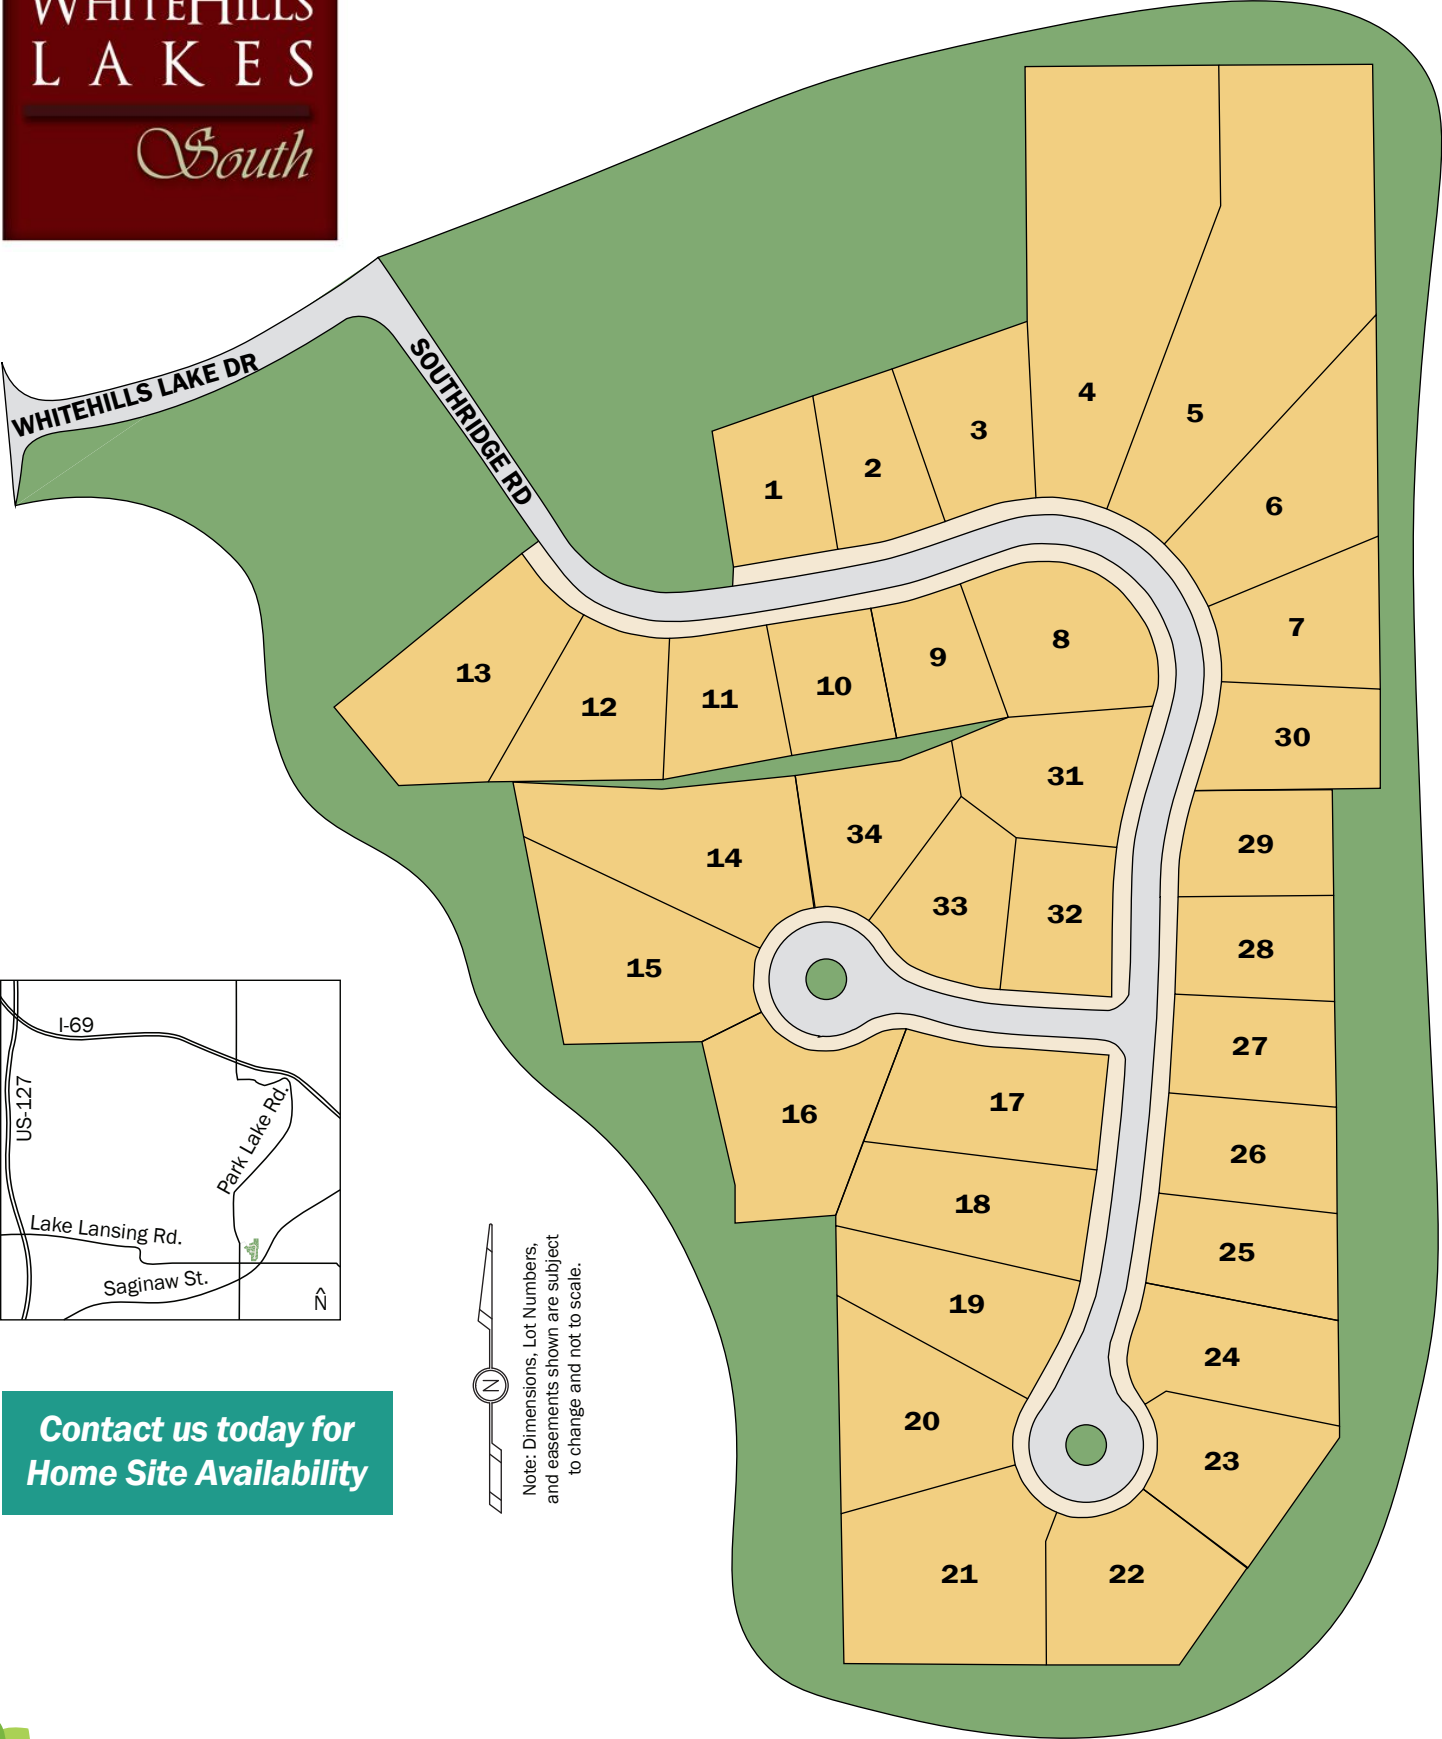 WHITEHILLS
LAKES
South
WHITEHILLS LAKE DR
SOUTHRIDGE RD
1
2
3
4
5
6
7
8
9
10
11
12
13
14
15
16
17
18
19
20
21
22
23
24
25
26
27
28
29
30
31
32
33
34
I-69
US-127
Park Lake Rd.
Lake Lansing Rd.
Saginaw St.
N
N
Note: Dimensions, Lot Numbers,
and easements shown are subject
to change and not to scale.
Contact us today for
Home Site Availability